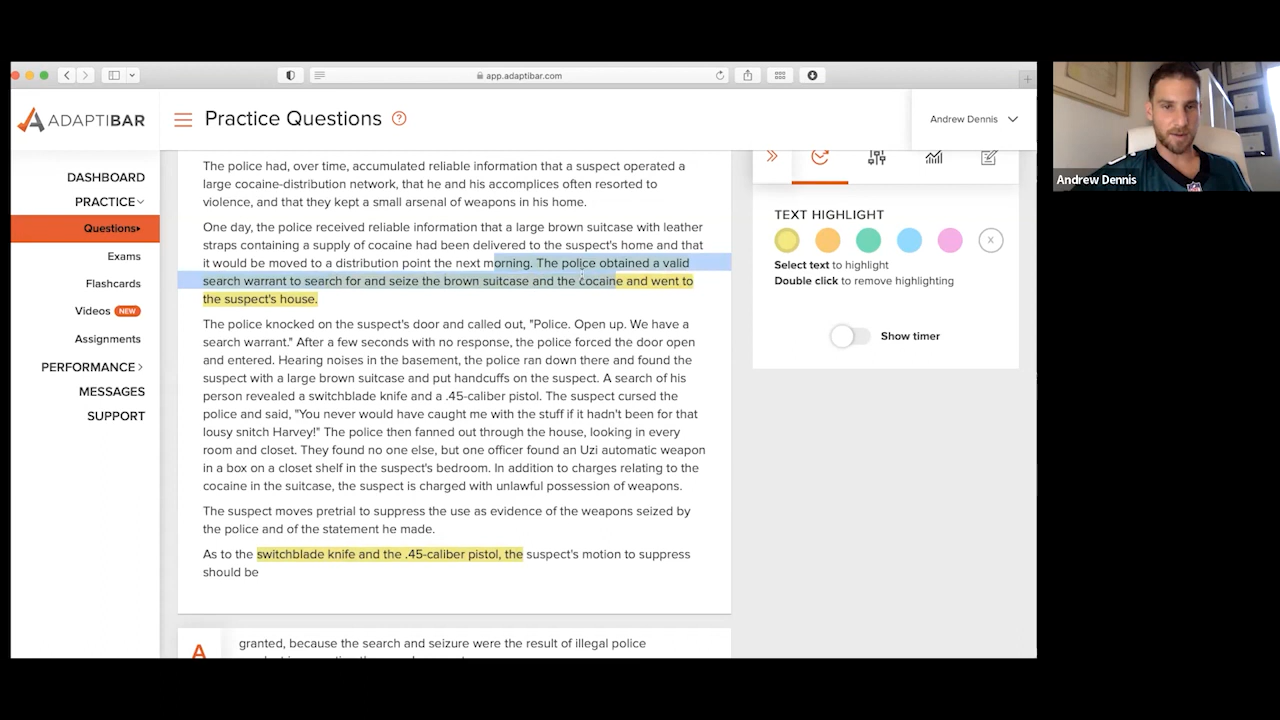 app.adaptibar.com
ADAPTIBAR
Practice Questions ?
Andrew Dennis
DASHBOARD
PRACTICE
Questions
Exams
Flashcards
Videos NEW
Assignments
PERFORMANCE
MESSAGES
SUPPORT
The police had, over time, accumulated reliable information that a suspect operated a
large cocaine-distribution network, that he and his accomplices often resorted to
violence, and that they kept a small arsenal of weapons in his home.
One day, the police received reliable information that a large brown suitcase with leather
straps containing a supply of cocaine had been delivered to the suspect's home and that
it would be moved to a distribution point the next morning. The police obtained a valid
search warrant to search for and seize the brown suitcase and the cocaine and went to
the suspect's house.
The police knocked on the suspect's door and called out, "Police. Open up. We have a
search warrant." After a few seconds with no response, the police forced the door open
and entered. Hearing noises in the basement, the police ran down there and found the
suspect with a large brown suitcase and put handcuffs on the suspect. A search of his
person revealed a switchblade knife and a .45-caliber pistol. The suspect cursed the
police and said, "You never would have caught me with the stuff if it hadn't been for that
lousy snitch Harvey!" The police then fanned out through the house, looking in every
room and closet. They found no one else, but one officer found an Uzi automatic weapon
in a box on a closet shelf in the suspect's bedroom. In addition to charges relating to the
cocaine in the suitcase, the suspect is charged with unlawful possession of weapons.
The suspect moves pretrial to suppress the use as evidence of the weapons seized by
the police and of the statement he made.
As to the switchblade knife and the .45-caliber pistol, the suspect's motion to suppress
should be
A
granted, because the search and seizure were the result of illegal police
TEXT HIGHLIGHT
X
Select text to highlight
Double click to remove highlighting
Show timer
Andrew Dennis